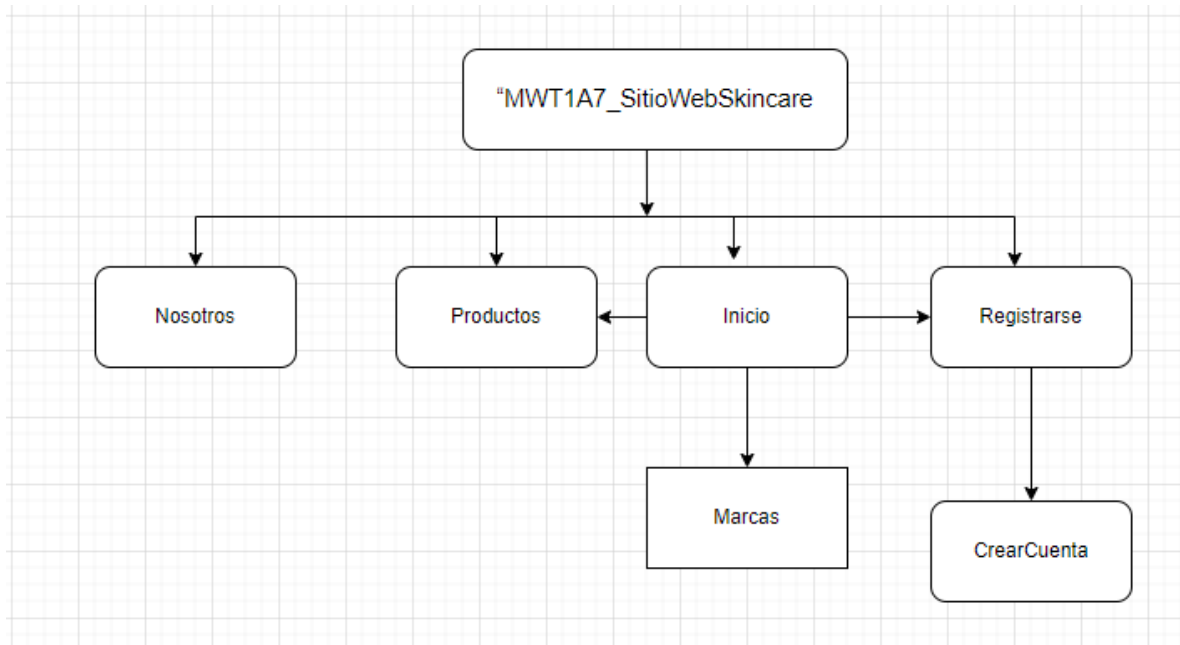 “MWT1A7_SitioWebSkincare
Nosotros
Productos
Inicio
Registrarse
Marcas
CrearCuenta